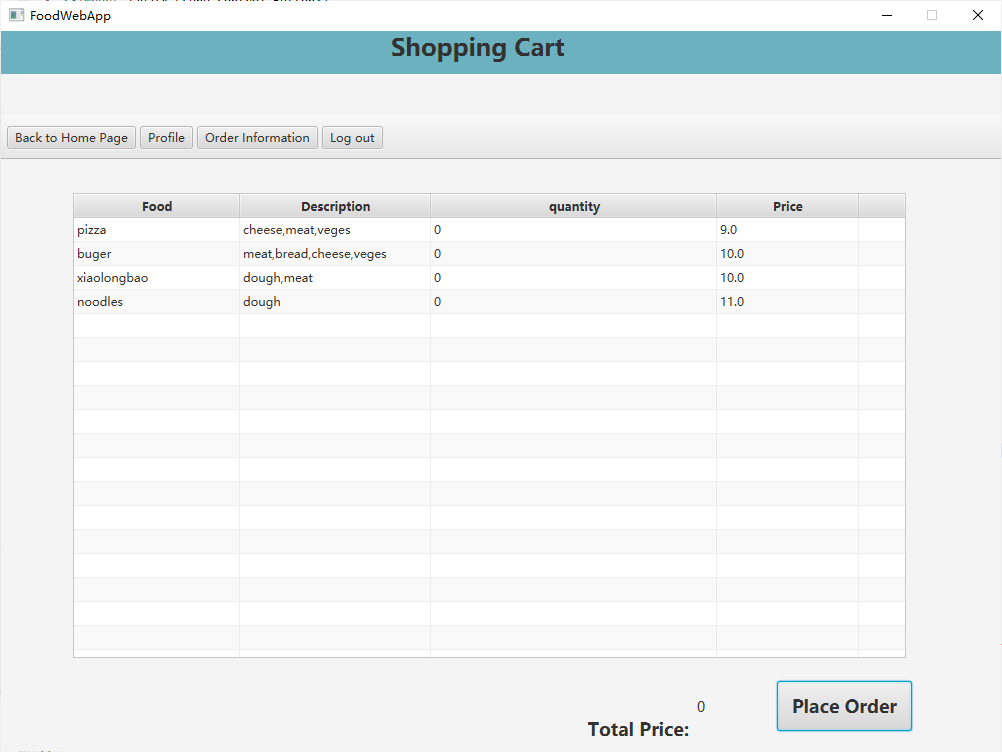 FoodWebApp
Shopping Cart
Back to Home Page Profile Order Information Log out
Food Description quantity Price
pizza cheese,meat,veges 0 9.0
buger meat,bread,cheese,veges 0 10.0
xiaolongbao dough,meat 0 10.0
noodles dough 0 11.0
0
Total Price:
Place Order